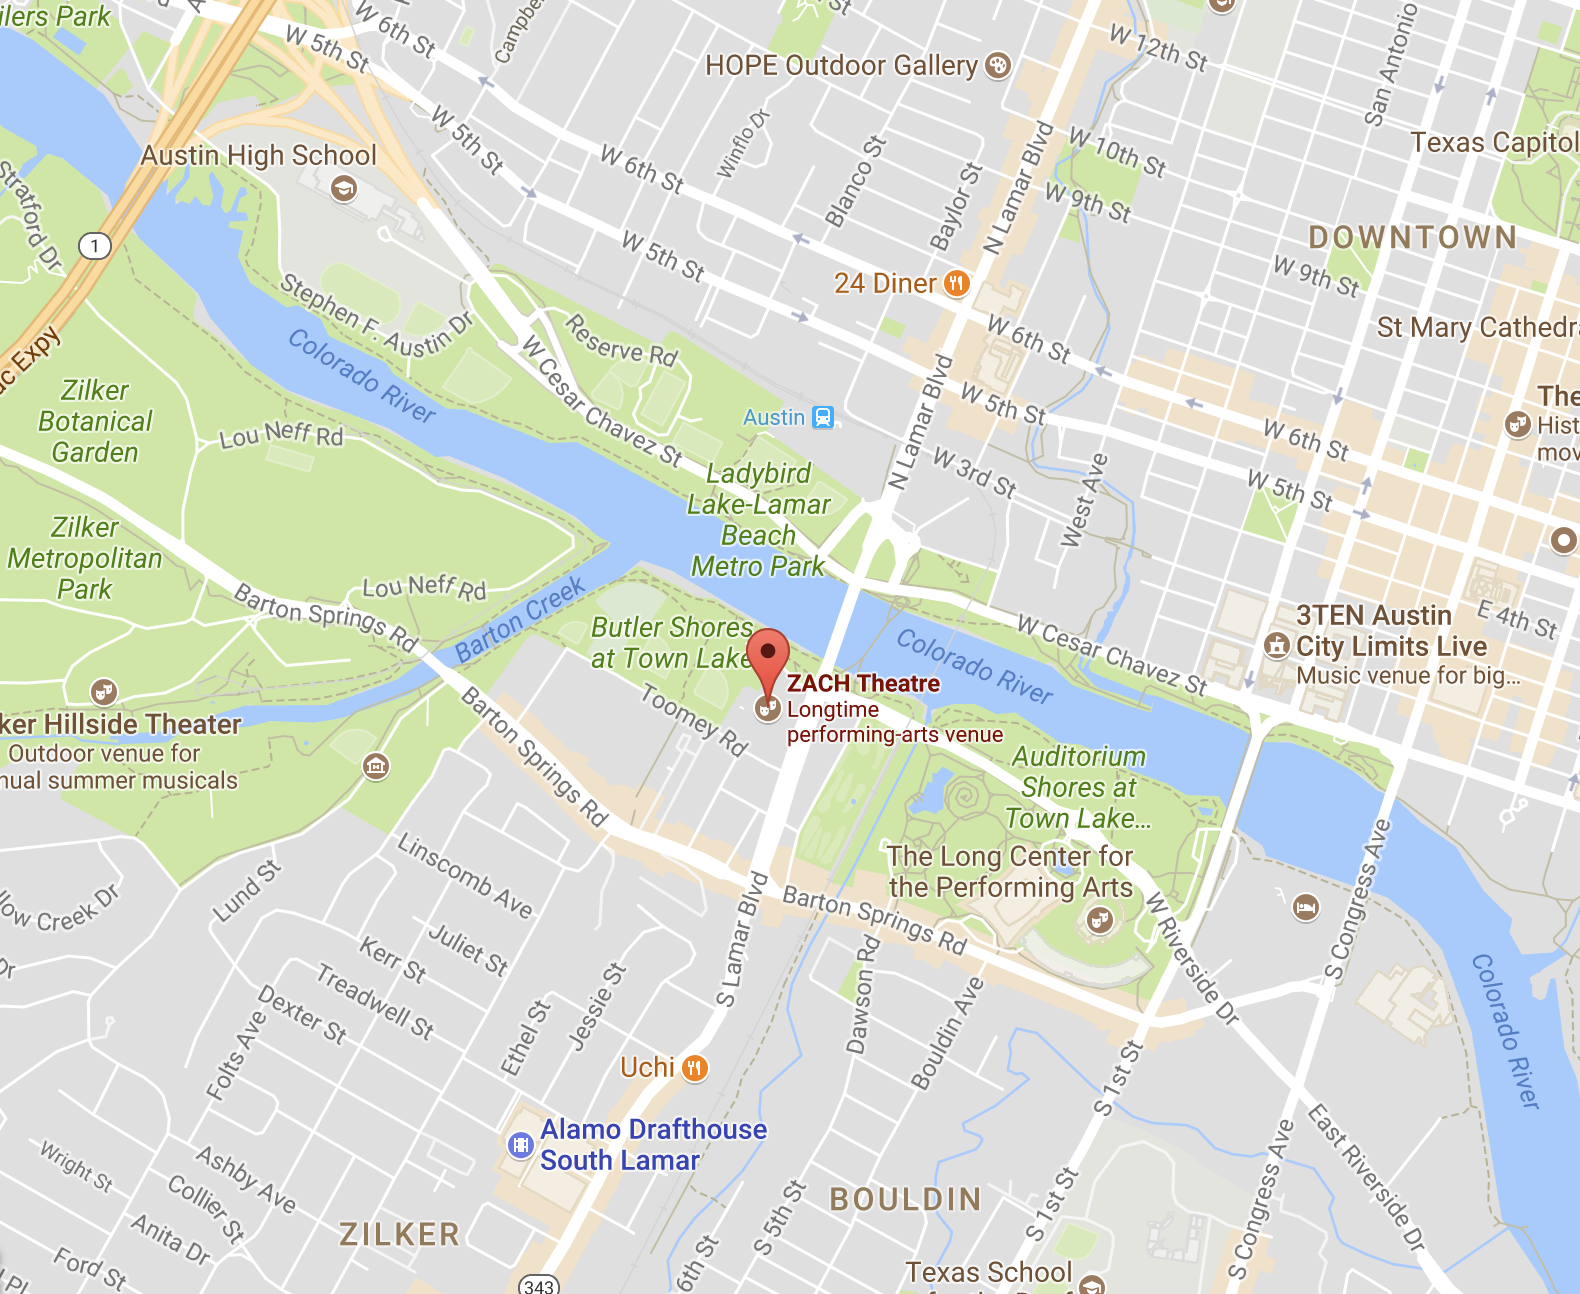 ilers Park
W 6th St
W 5th St
Campbe
St
W 12th St
San Antonio
HOPE Outdoor Gallery
Texas Capitol
Austin High School
W 5th St
Winflo Dr
W 6th St
Blanco St
Baylor St
N Lamar Blvd
W 10th St
W 9th St
Stratford Dr
1
DOWNTOWN
W 9th St
W 5th St
24 Diner
Stephen F. Austin Dr
Colorado River
Reserve Rd
W 6th St
St Mary Cathedr
ac Expy
W Cesar Chavez St
N Lamar Blvd
W 5th St
Zilker
Botanical
Garden
Lou Neff Rd
Austin
The
Hist
mov
W 6th St
W 3rd St
W 5th St
West Ave
Ladybird
Lake-Lamar
Beach
Metro Park
Zilker
Metropolitan
Park
Lou Neff Rd
Barton Springs Rd
Barton Creek
Butler Shores
at Town Lake
W Cesar Chavez St
Colorado River
3TEN Austin
City Limits Live
Music venue for big...
E 4th St
ZACH Theatre
Longtime
performing-arts venue
Toomey Rd
ker Hillside Theater
Outdoor venue for
nual summer musicals
Barton Springs Rd
Auditorium
Shores at
Town Lake...
The Long Center for
the Performing Arts
Linscomb Ave
Lund St
llow Creek Dr
Dr
S Lamar Blvd
Barton Springs Rd
W Riverside Dr
S Congress Ave
Colorado River
Juliet St
Kerr St
Treadwell St
Dexter St
Folts Ave
Ethel St
Jessie St
Dawson Rd
Bouldin Ave
Uchi
S 1st St
Alamo Drafthouse
South Lamar
East Riverside Dr
S Congress Ave
Wright St
Ashby Ave
Collier St
Anita Dr
Ford St
Pl
ZILKER
BOULDIN
S 5th St
S 1st St
6th St
343
Texas School